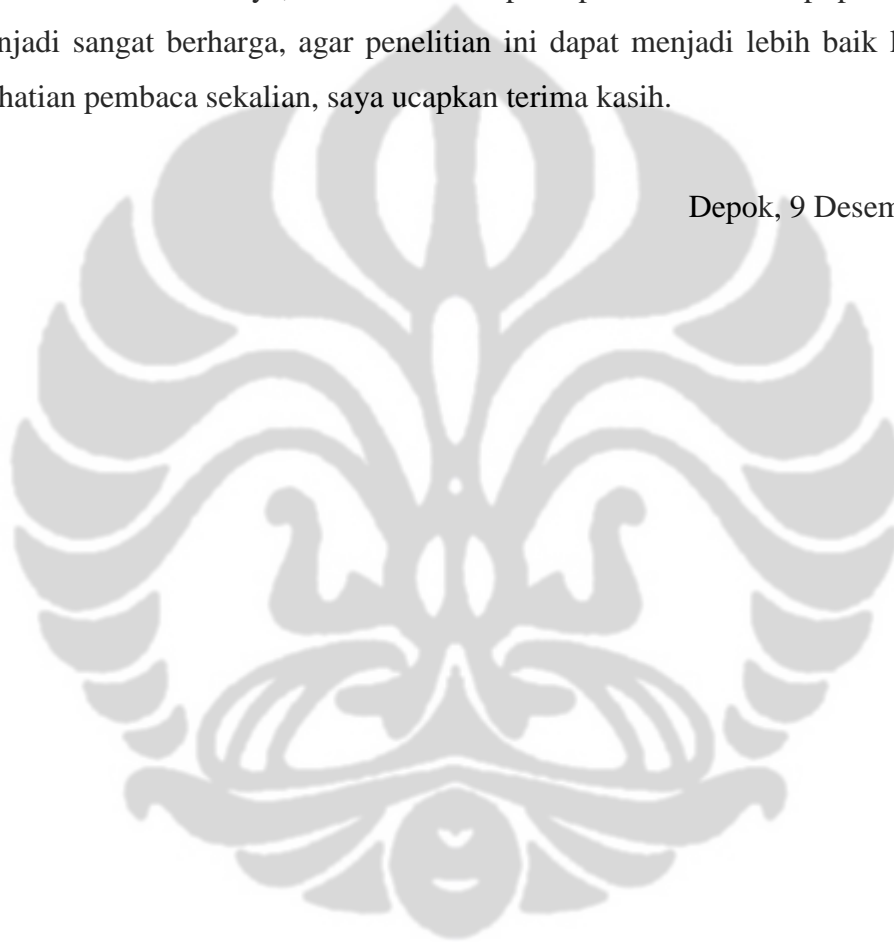 njadi sangat berharga, agar penelitian ini dapat menjadi lebih baik
hatian pembaca sekalian, saya ucapkan terima kasih.
Depok, 9 Desem